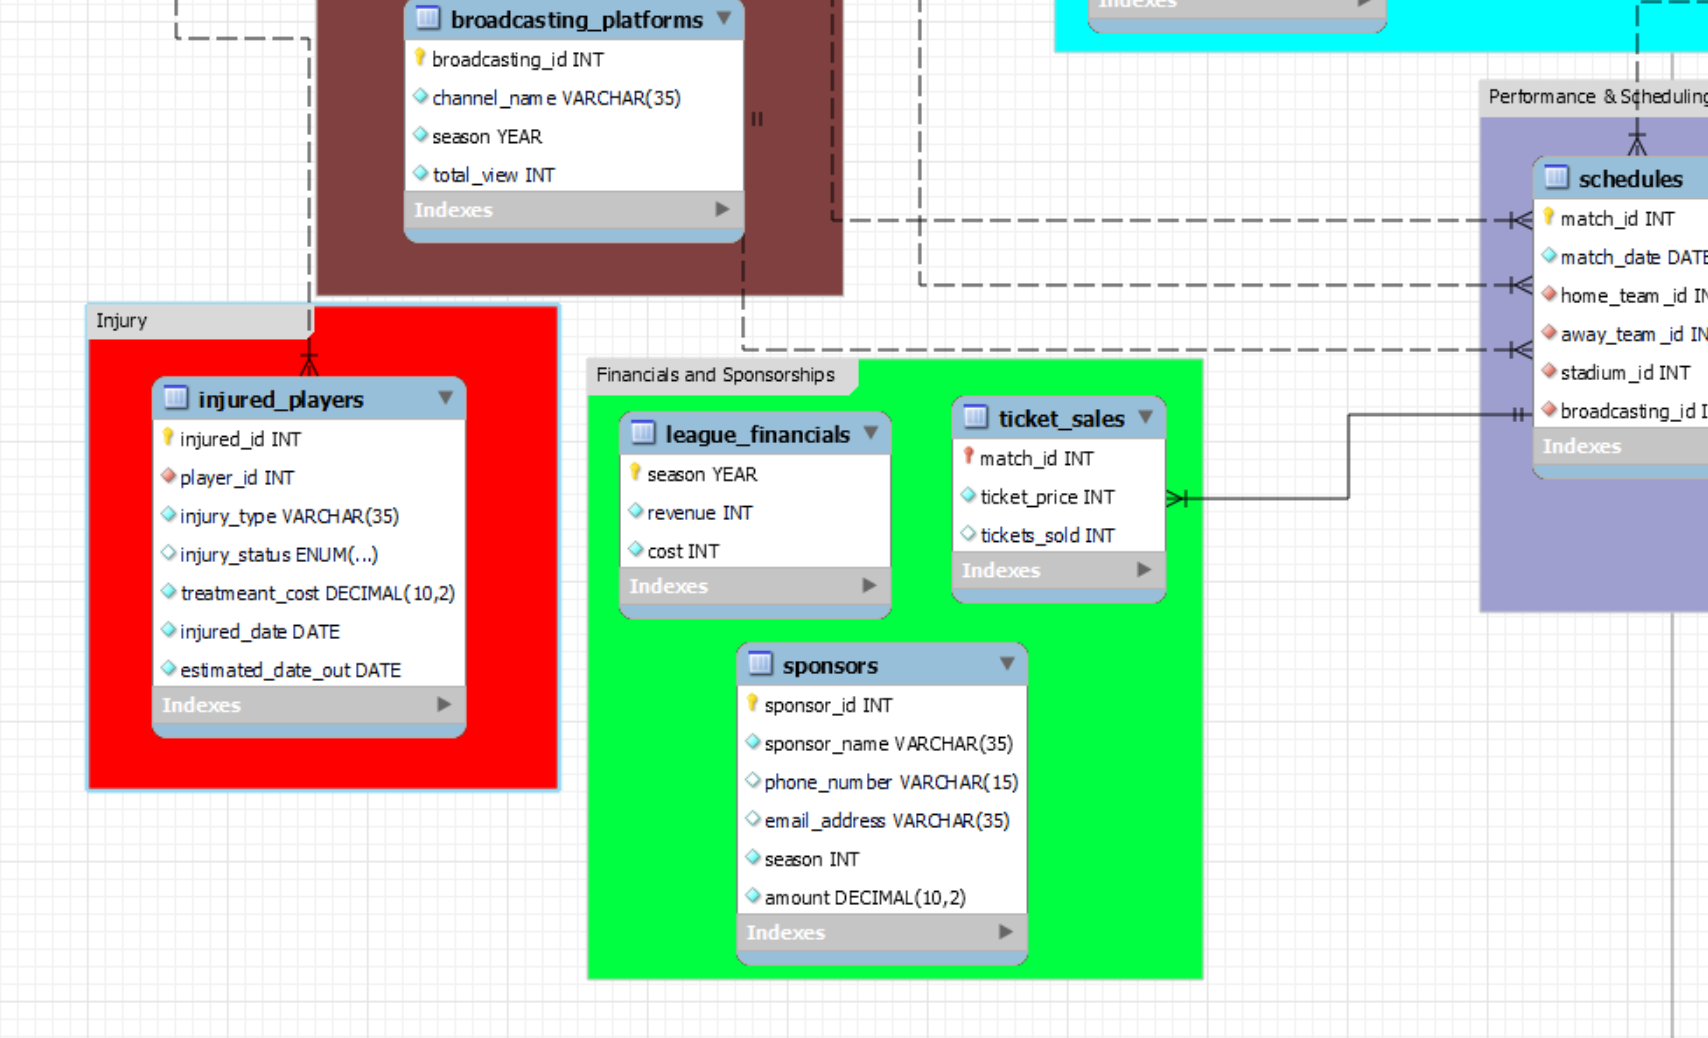 broadcasting_platforms
broadcasting_id INT
channel_name VARCHAR(35)
season YEAR
total_view INT
Indexes
Indexes
Performance & Scheduling
schedules
match_id INT
match_date DATE
home_team_id IN
away_team_id IN
stadium_id INT
broadcasting_id I
Indexes
Injury
injured_players
injured_id INT
player_id INT
injury_type VARCHAR(35)
injury_status ENUM(...)
treatmeant_cost DECIMAL(10,2)
injured_date DATE
estimated_date_out DATE
Indexes
Financials and Sponsorships
league_financials
season YEAR
revenue INT
cost INT
Indexes
ticket_sales
match_id INT
ticket_price INT
tickets_sold INT
Indexes
sponsors
sponsor_id INT
sponsor_name VARCHAR(35)
phone_number VARCHAR(15)
email_address VARCHAR(35)
season INT
amount DECIMAL(10,2)
Indexes